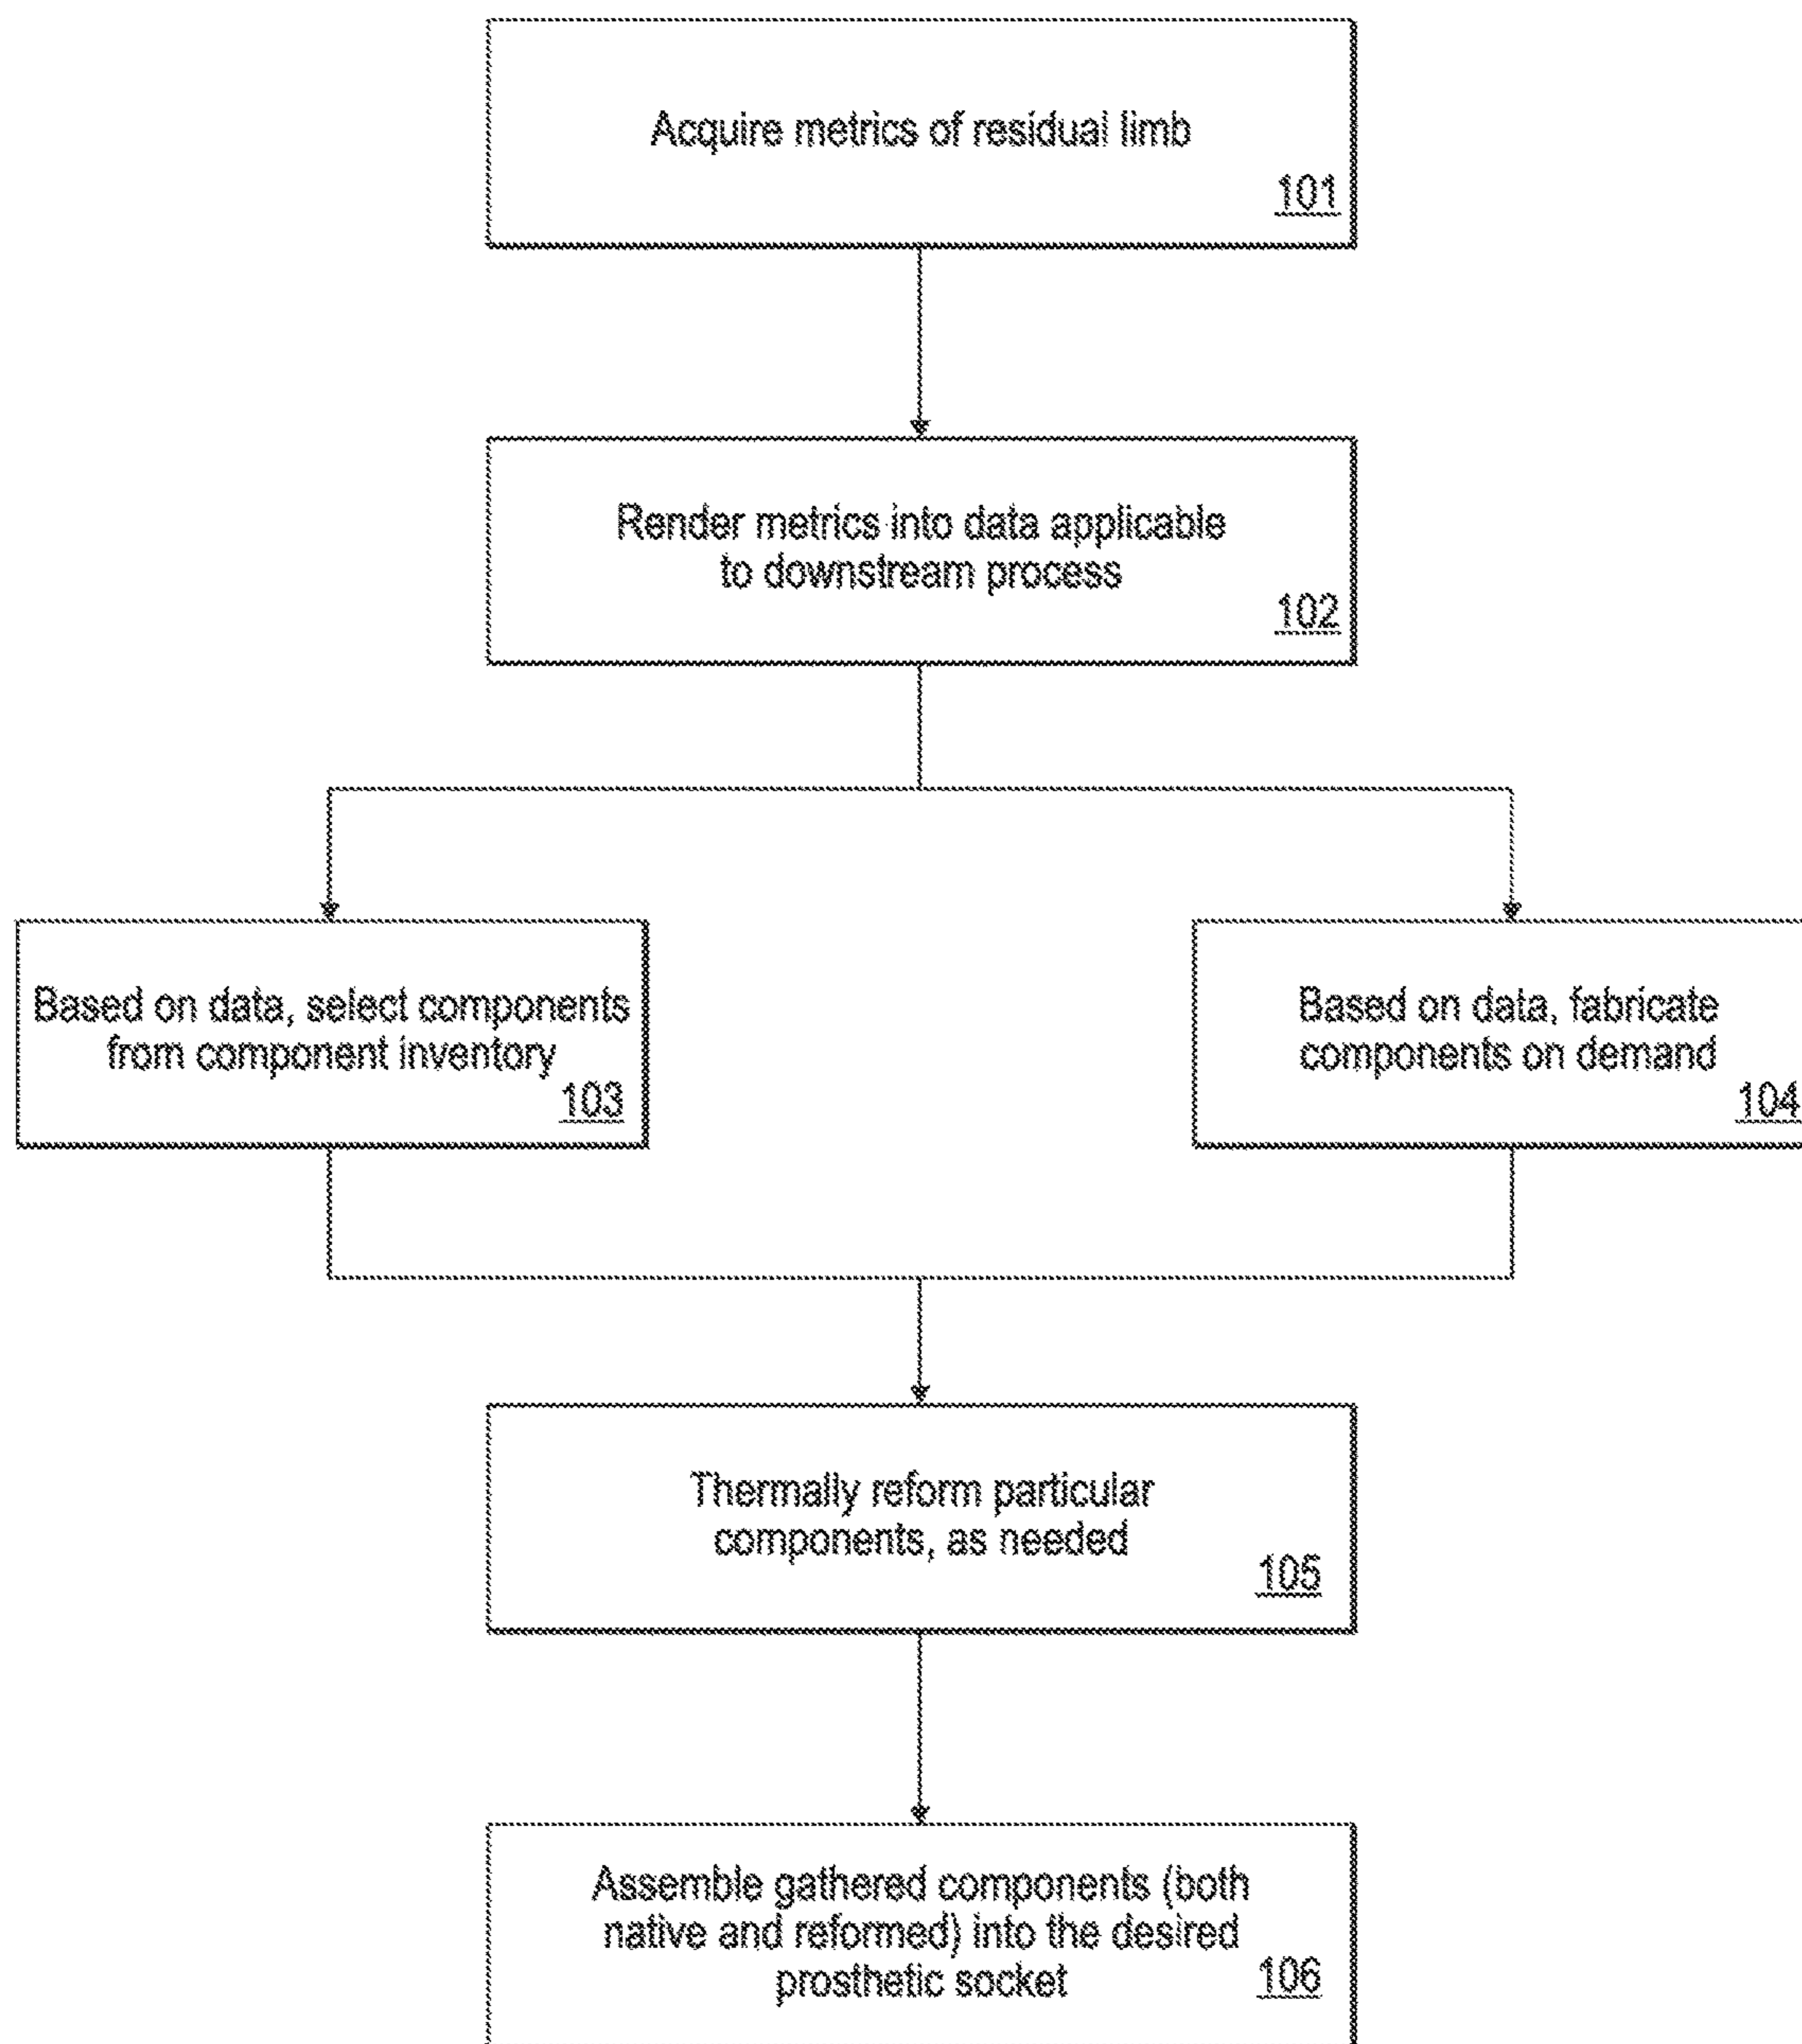 Acquire metrics of residual limb
101
Render metrics into data applicable
to downstream process
102
Based on data, select components
from component inventory
103
Based on data, fabricate
components on demand
104
Thermally reform particular
components, as needed
105
Assemble gathered components (both
native and reformed) into the desired
prosthetic socket
106